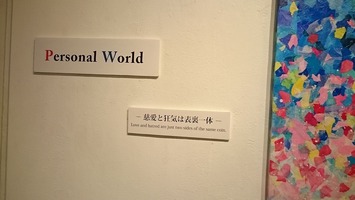 Personal World
― 慈愛と狂気は表裏一体 ―
Love and hatred are just two sides of the same coin.